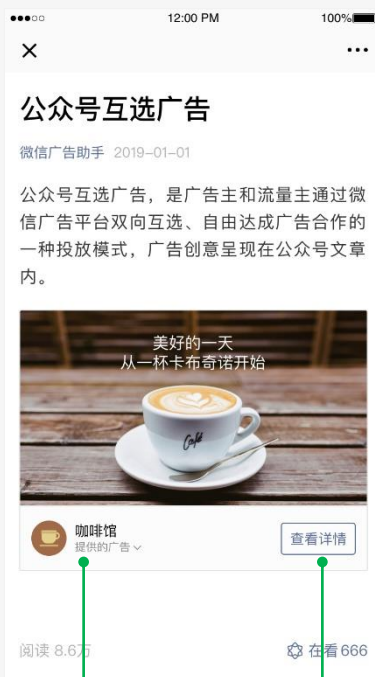 12:00 PM
100%
公众号互选广告
微信广告助手 2019-01-01
公众号互选广告，是广告主和流量主通过微
信广告平台双向互选、自由达成广告合作的
一种投放模式，广告创意呈现在公众号文章
内。
美好的一天
从一杯卡布奇诺开始
Café
咖啡馆
提供的广告
查看详情
阅读 8.6万
在看 666